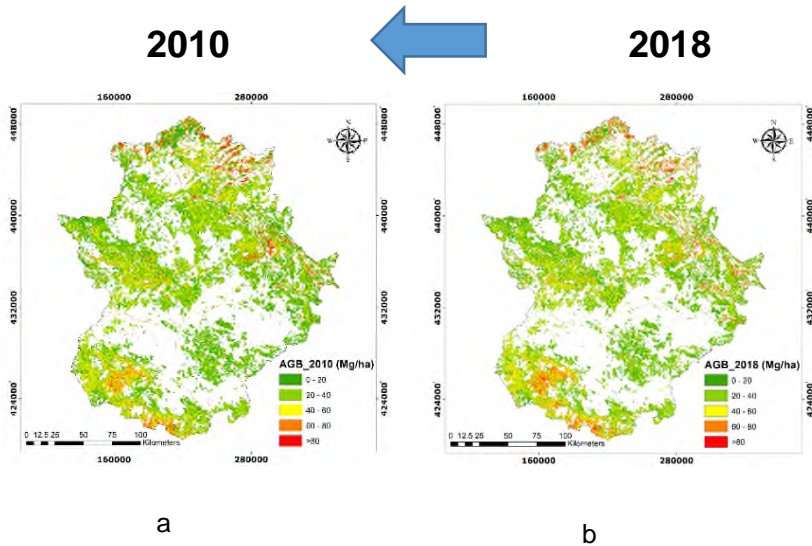 2010
2018
160000 280000
448000
440000
432000
424000
N
W E
S
AGB_2010 (Mg/ha)
0 - 20
20 - 40
40 - 60
60 - 80
>80
0 12.5 25 50 75 100
Kilometers
160000 280000
160000 280000
448000
440000
432000
424000
N
W E
S
AGB_2018 (Mg/ha)
0 - 20
20 - 40
40 - 60
60 - 80
>80
0 12.5 25 50 75 100
Kilometers
160000 280000
a
b